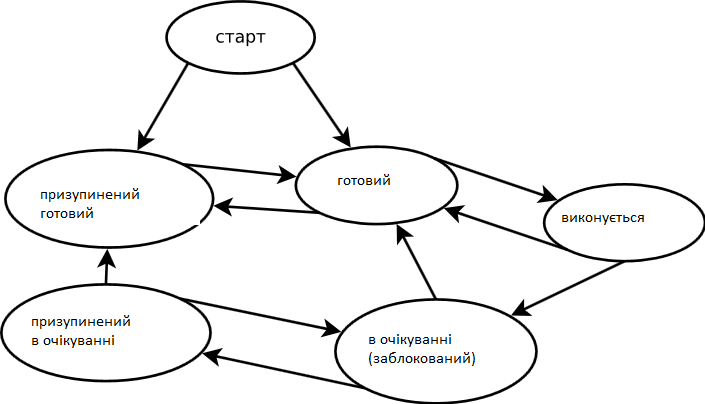 старт
призупинений
готовий
готовий
виконується
призупинений
в очікуванні
в очікуванні
(заблокований)